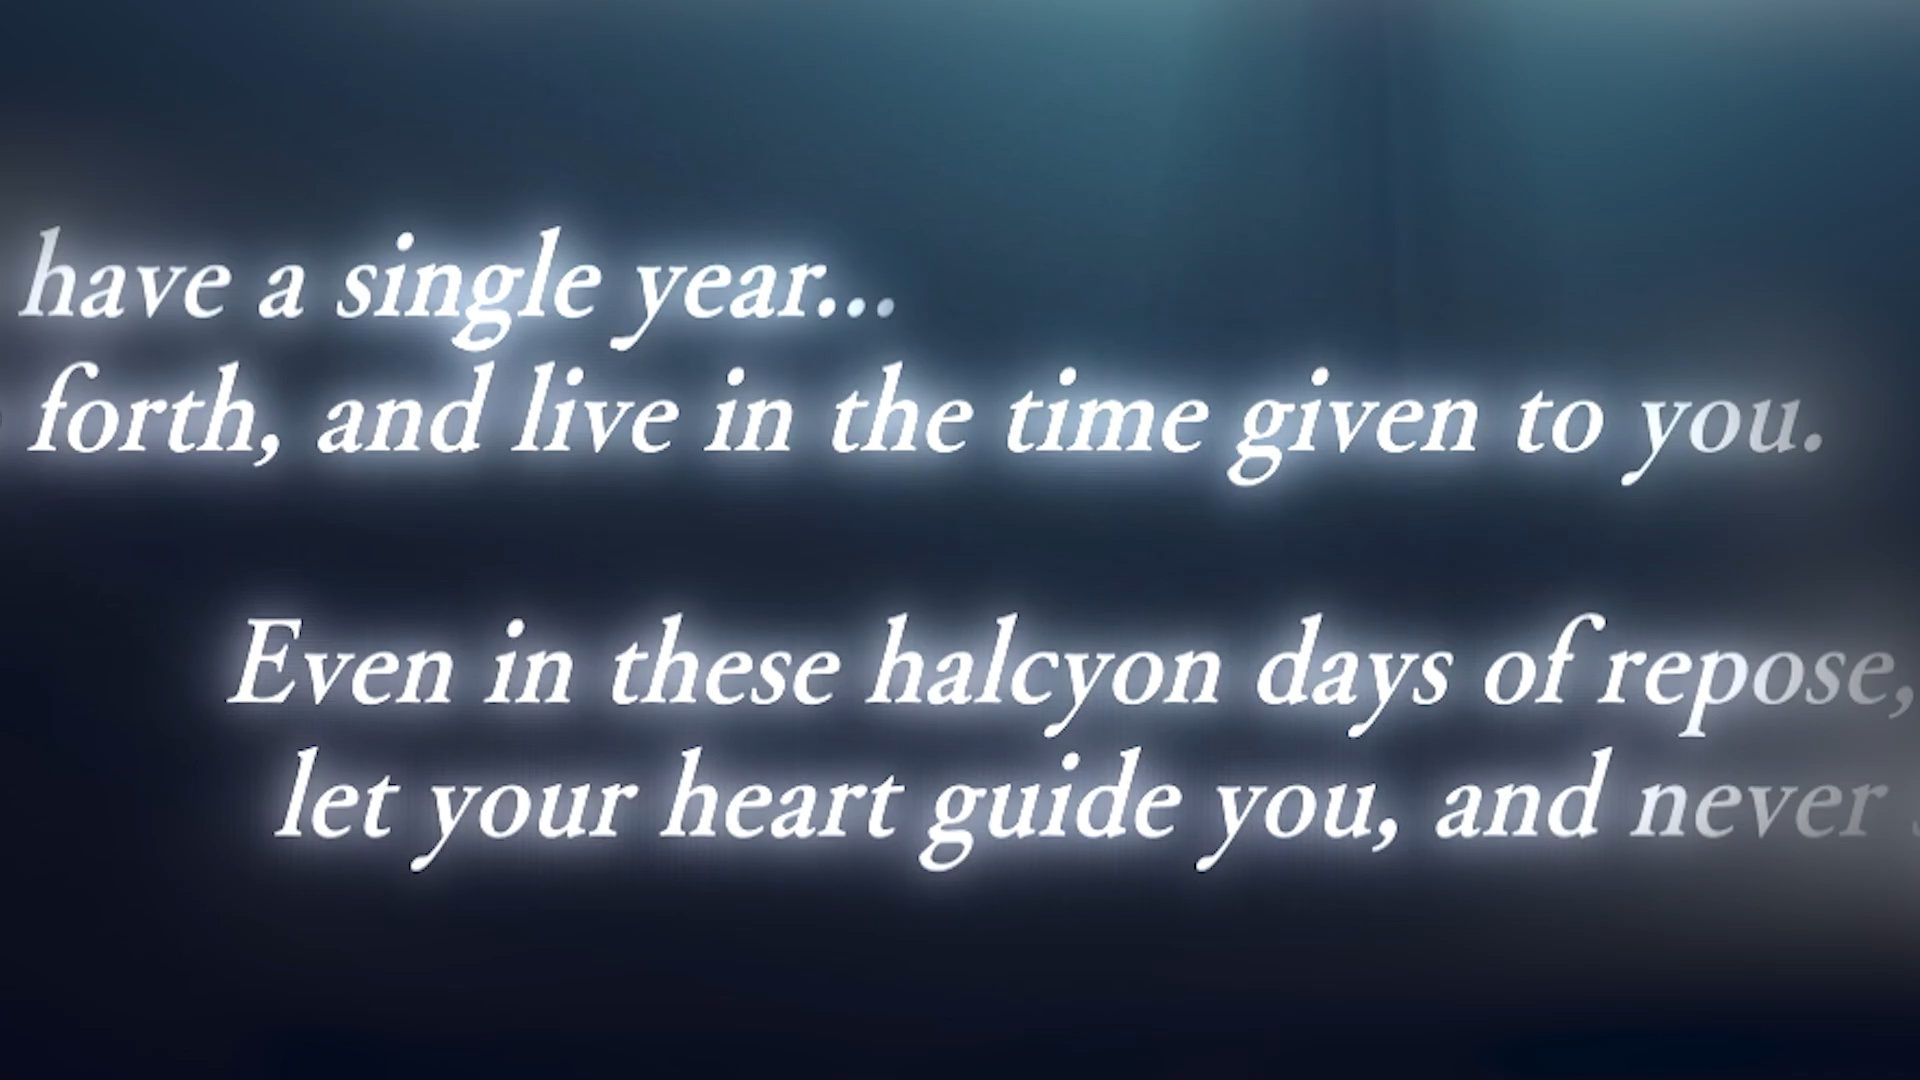 have a single year...
forth, and live in the time given to you.
Even in these halcyon days of repose,
let your heart guide you, and never